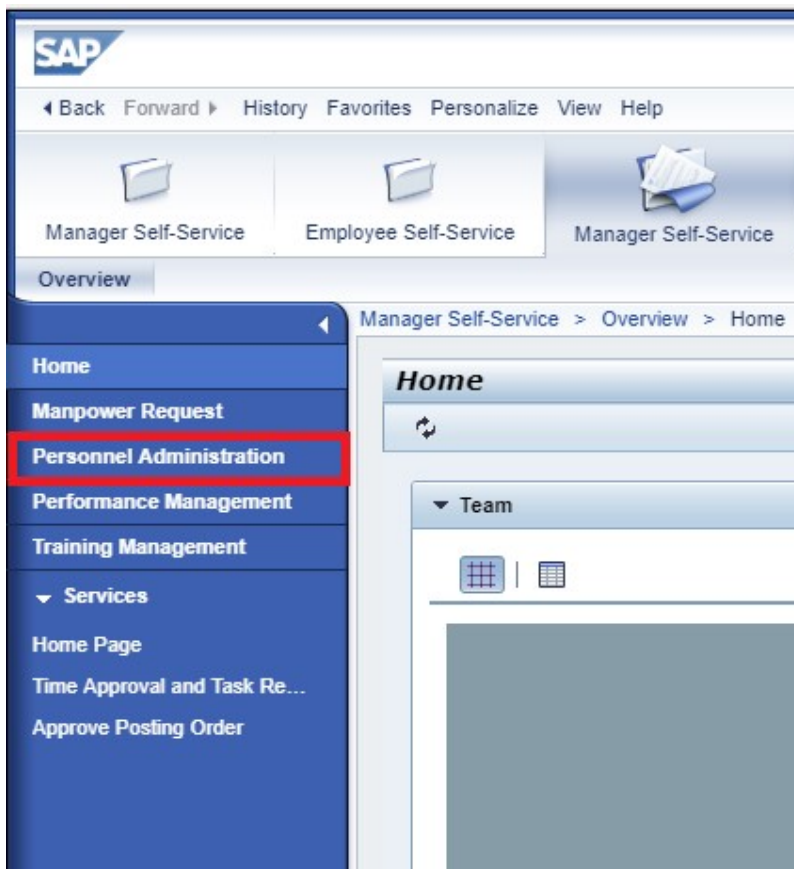 SAP
Back Forward History Favorites Personalize View Help
Manager Self-Service Employee Self-Service Manager Self-Service
Overview
Manager Self-Service > Overview > Home
Home
Manpower Request
Personnel Administration
Performance Management
Training Management
Services
Home Page
Time Approval and Task Re...
Approve Posting Order
Home
Team